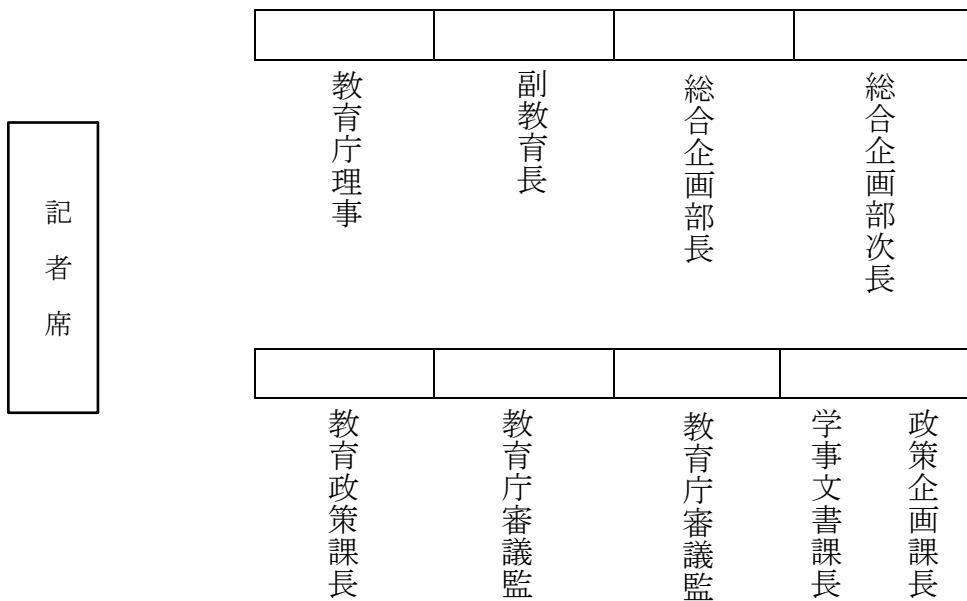 教育庁理事
副教育長
総合企画部長
総合企画部次長
記者席
教育政策課長
教育庁審議監
教育庁審議監
学事文書課長
政策企画課長